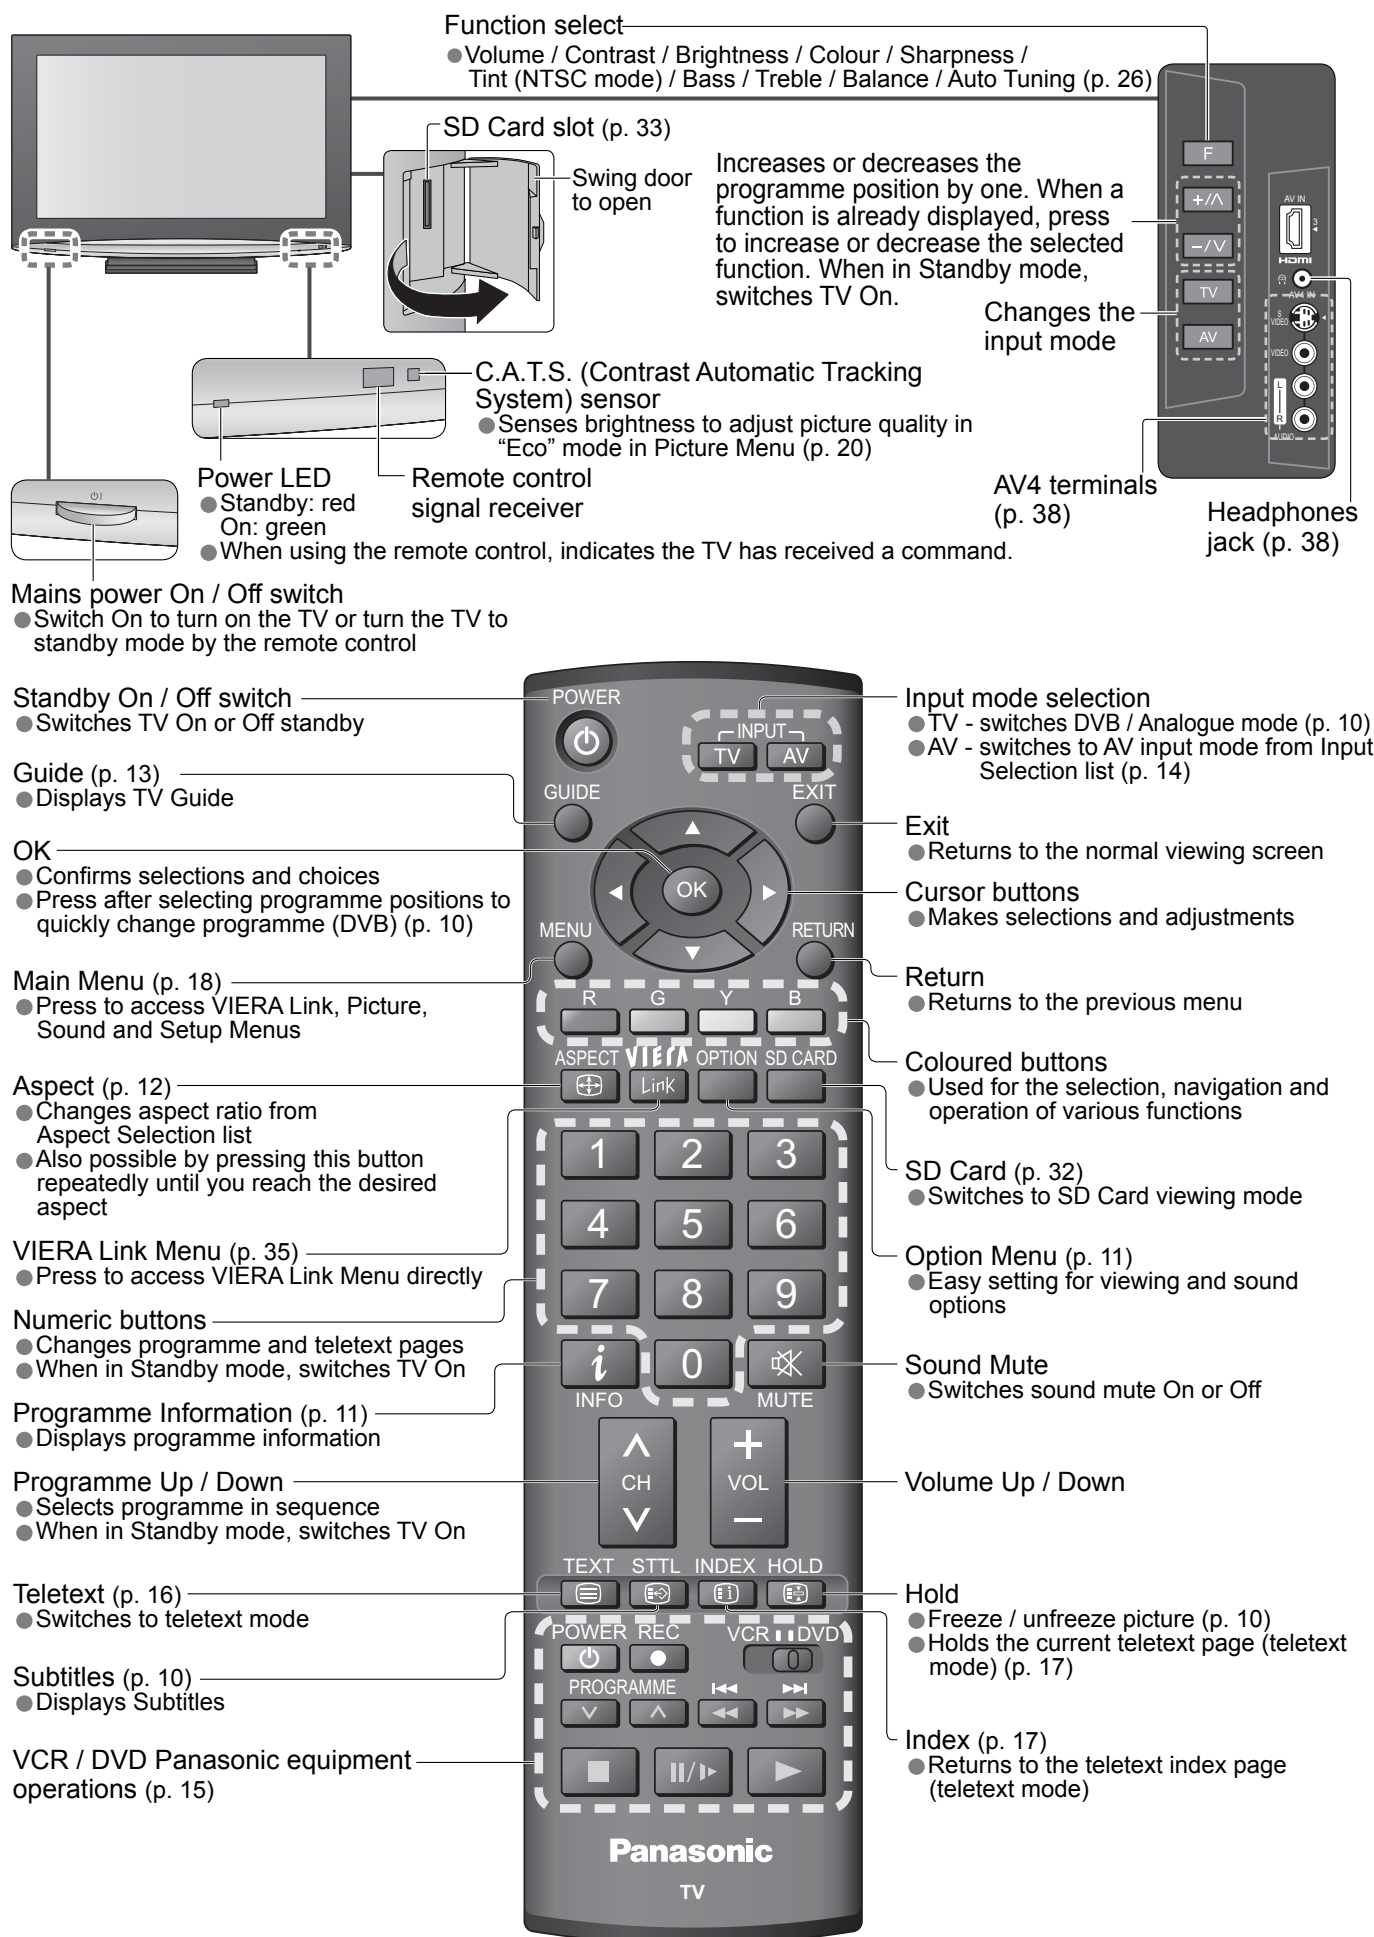 Function select
●Volume / Contrast / Brightness / Colour / Sharpness /
Tint (NTSC mode) / Bass / Treble / Balance / Auto Tuning (p. 26)
SD Card slot (p. 33)
Swing door
to open
Increases or decreases the
programme position by one. When a
function is already displayed, press
to increase or decrease the selected
function. When in Standby mode,
switches TV On.
Changes the
input mode
F
+/∧
−/∨
TV
AV
AV IN
3
HDMI
AV4 IN
S
VIDEO
VIDEO
L
R
AUDIO
C.A.T.S. (Contrast Automatic Tracking
System) sensor
●Senses brightness to adjust picture quality in
“Eco” mode in Picture Menu (p. 20)
Power LED
●Standby: red
On: green
●When using the remote control, indicates the TV has received a command.
Remote control
signal receiver
AV4 terminals
(p. 38)
Headphones
jack (p. 38)
Mains power On / Off switch
●Switch On to turn on the TV or turn the TV to
standby mode by the remote control
Standby On / Off switch
●Switches TV On or Off standby
Guide (p. 13)
●Displays TV Guide
OK
●Confirms selections and choices
●Press after selecting programme positions to
quickly change programme (DVB) (p. 10)
Main Menu (p. 18)
●Press to access VIERA Link, Picture,
Sound and Setup Menus
Aspect (p. 12)
●Changes aspect ratio from
Aspect Selection list
●Also possible by pressing this button
repeatedly until you reach the desired
aspect
VIERA Link Menu (p. 35)
●Press to access VIERA Link Menu directly
Numeric buttons
●Changes programme and teletext pages
●When in Standby mode, switches TV On
Programme Information (p. 11)
●Displays programme information
Programme Up / Down
●Selects programme in sequence
●When in Standby mode, switches TV On
Teletext (p. 16)
●Switches to teletext mode
Subtitles (p. 10)
●Displays Subtitles
VCR / DVD Panasonic equipment
operations (p. 15)
POWER
INPUT
TV AV
GUIDE EXIT
OK
MENU RETURN
R G Y B
ASPECT VIERA OPTION SD CARD
Link
1 2 3
4 5 6
7 8 9
i 0
INFO MUTE
∧ +
CH VOL
∨ −
TEXT STTL INDEX HOLD
POWER REC VCR DVD
PROGRAMME
Panasonic
TV
Input mode selection
●TV - switches DVB / Analogue mode (p. 10)
●AV - switches to AV input mode from Input
Selection list (p. 14)
Exit
●Returns to the normal viewing screen
Cursor buttons
●Makes selections and adjustments
Return
●Returns to the previous menu
Coloured buttons
●Used for the selection, navigation and
operation of various functions
SD Card (p. 32)
●Switches to SD Card viewing mode
Option Menu (p. 11)
●Easy setting for viewing and sound
options
Sound Mute
●Switches sound mute On or Off
Volume Up / Down
Hold
●Freeze / unfreeze picture (p. 10)
●Holds the current teletext page (teletext
mode) (p. 17)
Index (p. 17)
●Returns to the teletext index page
(teletext mode)